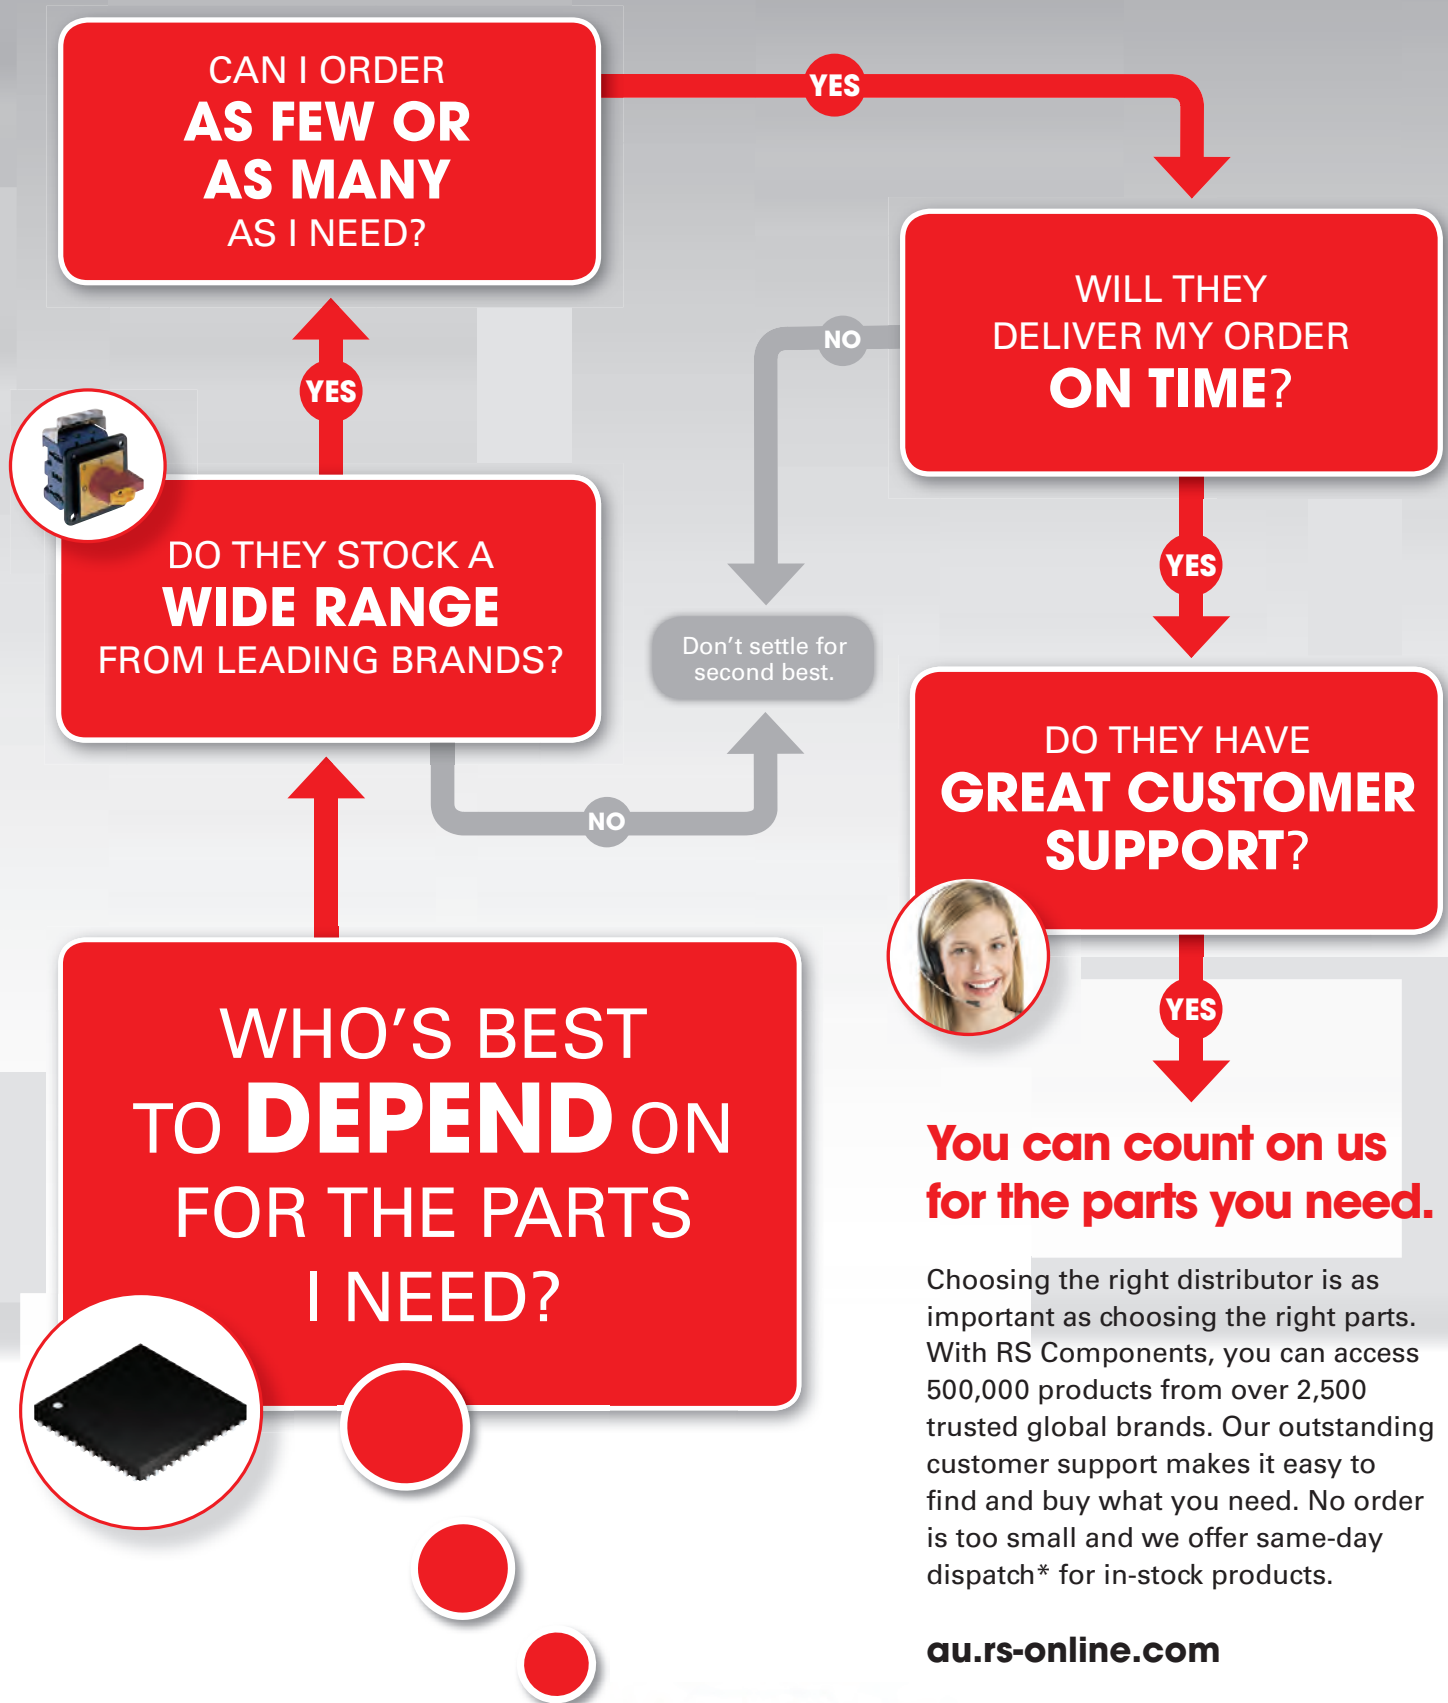 CAN I ORDER
AS FEW OR
AS MANY
AS I NEED?
YES
WILL THEY
DELIVER MY ORDER
ON TIME?
NO
YES
DO THEY STOCK A
WIDE RANGE
FROM LEADING BRANDS?
YES
Don't settle for
second best.
NO
DO THEY HAVE
GREAT CUSTOMER
SUPPORT?
YES
WHO'S BEST
TO DEPEND ON
FOR THE PARTS
I NEED?
You can count on us
for the parts you need.
Choosing the right distributor is as
important as choosing the right parts.
With RS Components, you can access
500,000 products from over 2,500
trusted global brands. Our outstanding
customer support makes it easy to
find and buy what you need. No order
is too small and we offer same-day
dispatch* for in-stock products.
au.rs-online.com